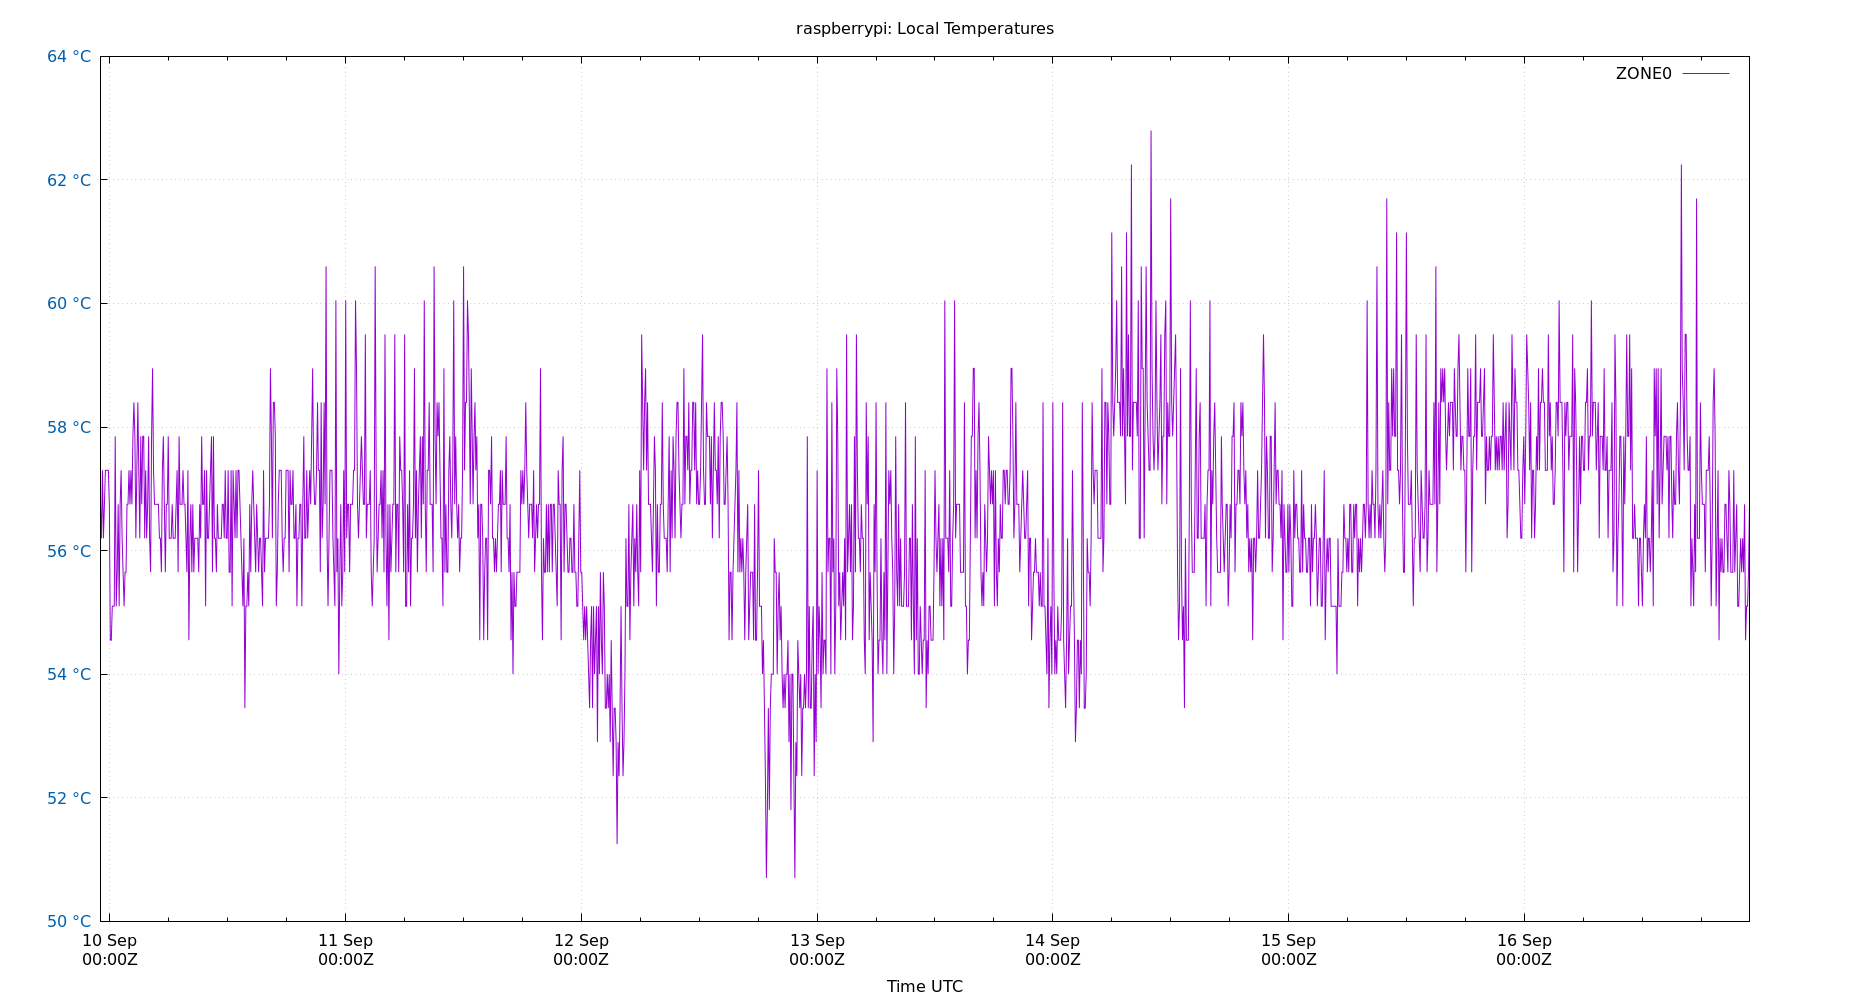 raspberrypi: Local Temperatures
64 °C
ZONE0
62 °C
60 °C
58 °C
56 °C
54 °C
52 °C
50 °C
10 Sep 11 Sep 12 Sep 13 Sep 14 Sep 15 Sep 16 Sep
00:00Z 00:00Z 00:00Z 00:00Z 00:00Z 00:00Z 00:00Z
Time UTC